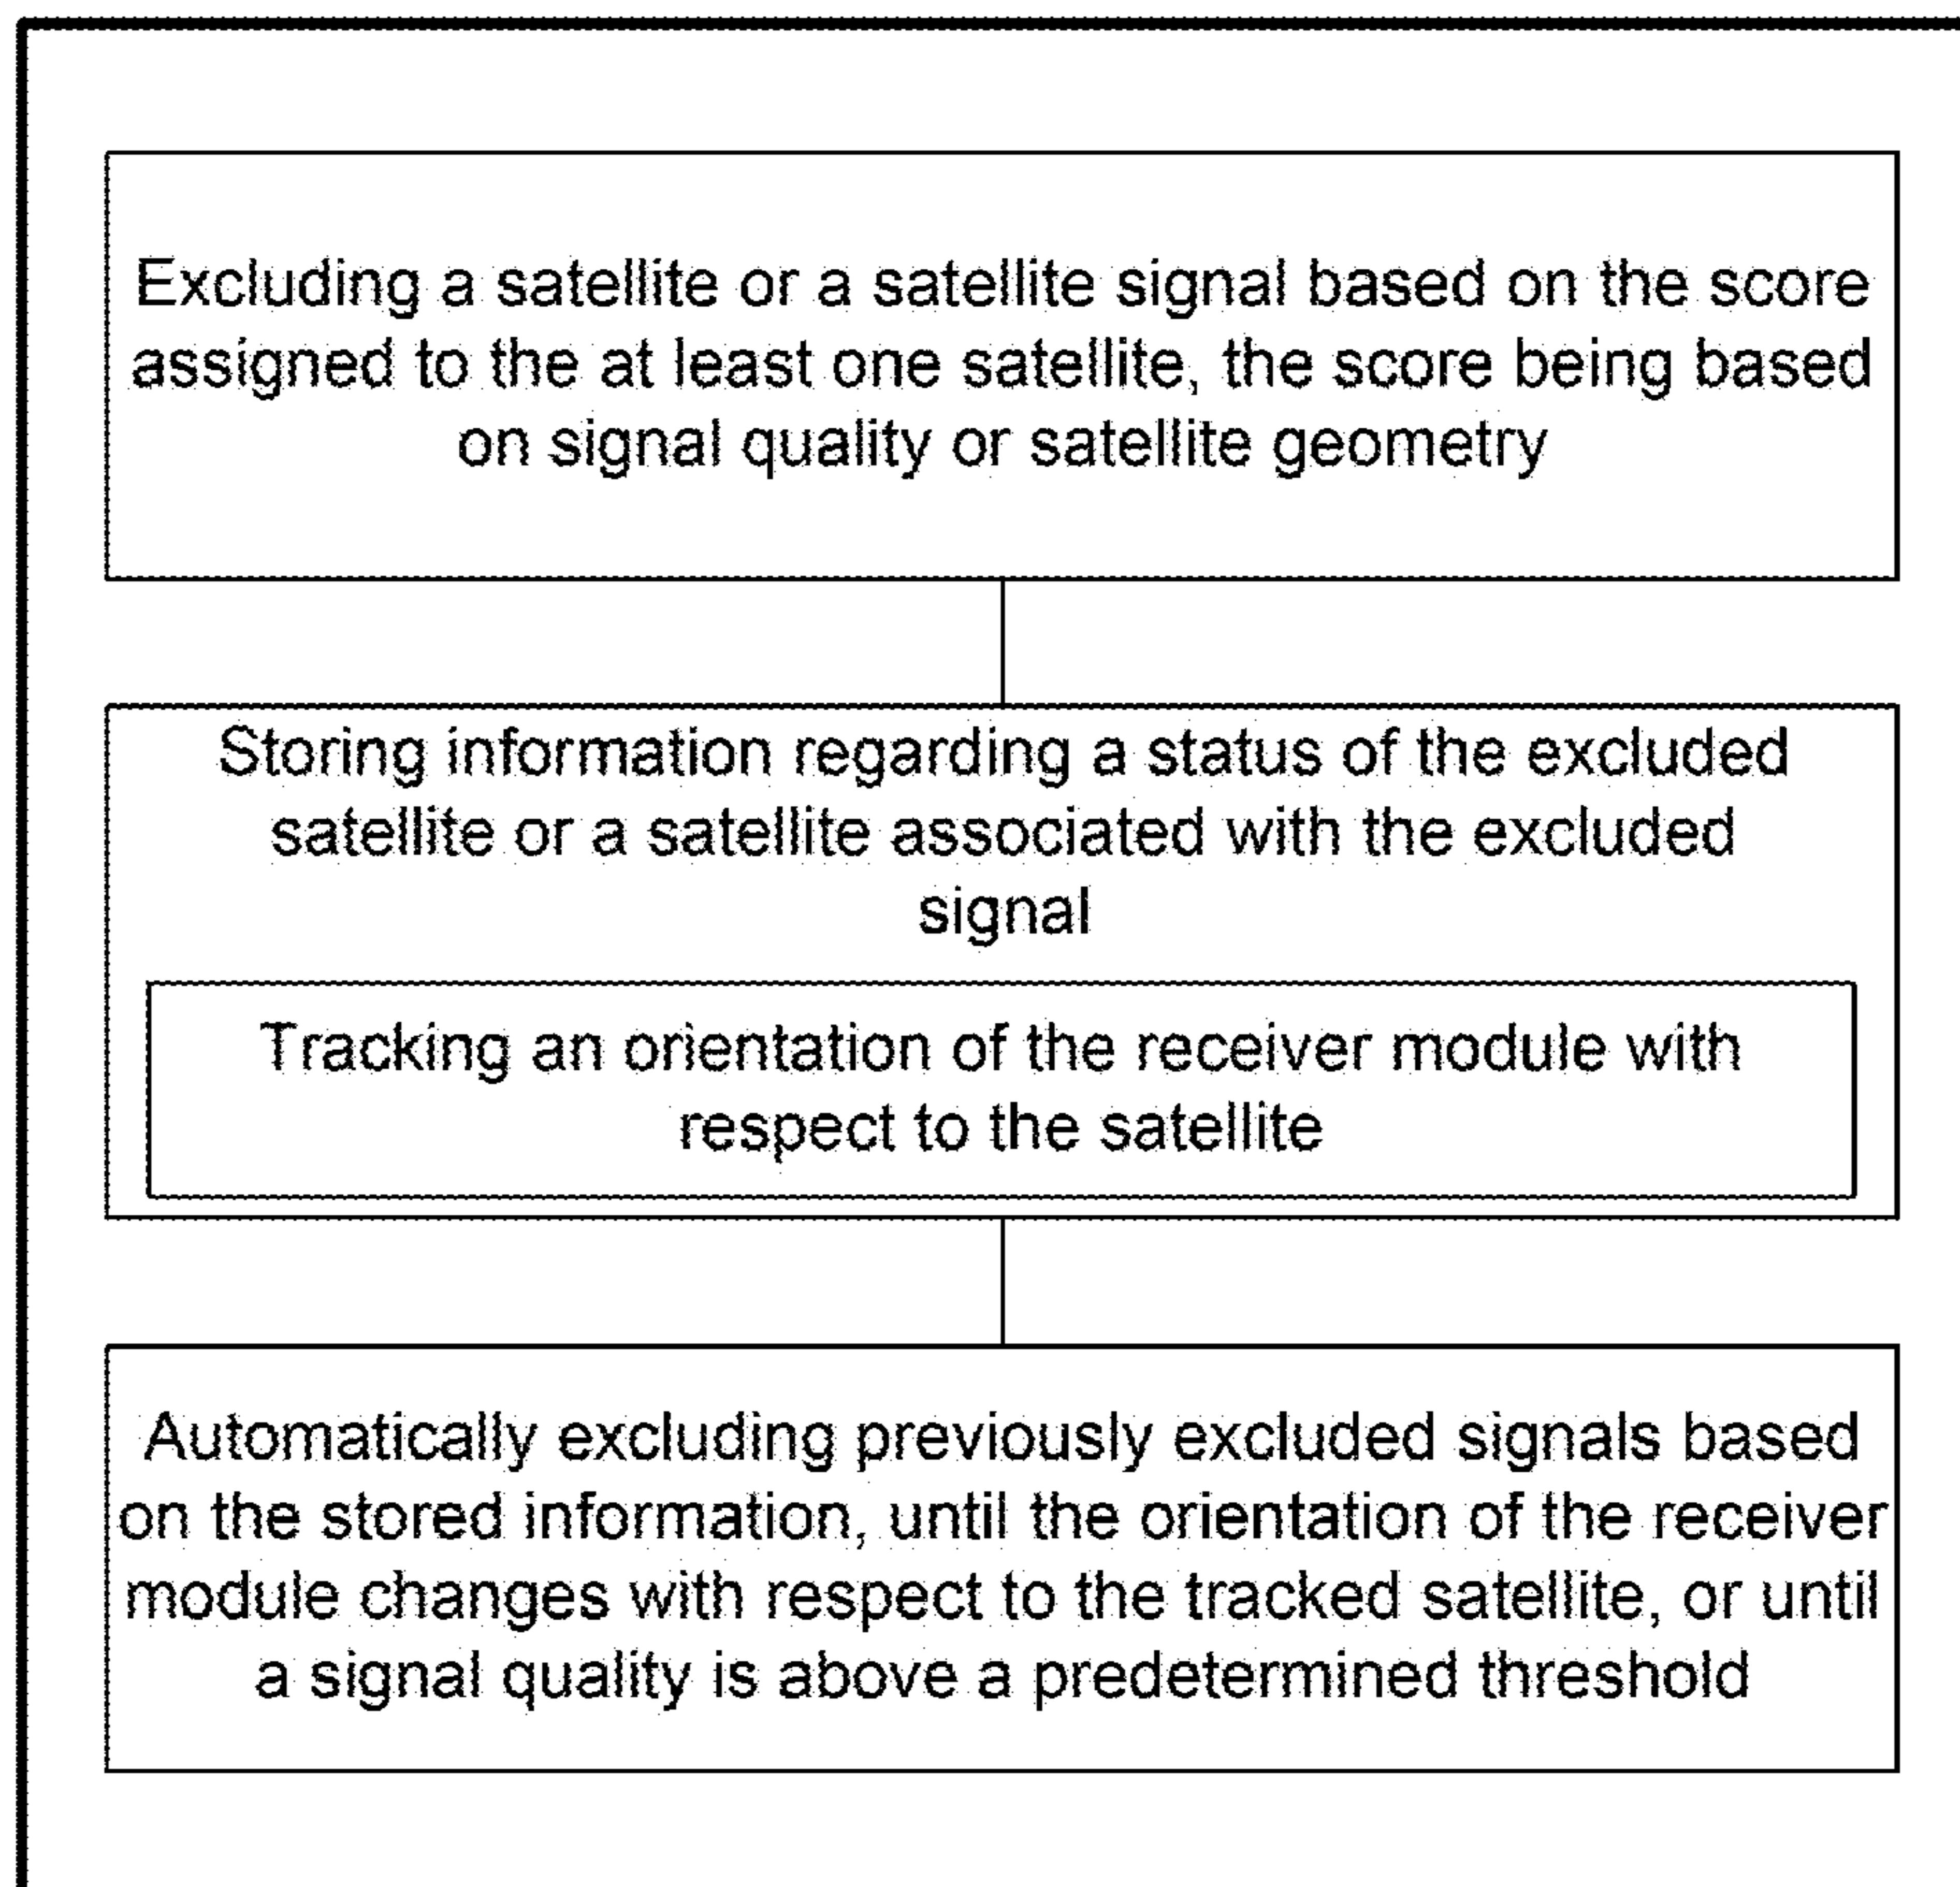 Excluding a satellite or a satellite signal based on the score
assigned to the at least one satellite, the score being based
on signal quality or satellite geometry
Storing information regarding a status of the excluded
satellite or a satellite associated with the excluded
signal
Tracking an orientation of the receiver module with
respect to the satellite
Automatically excluding previously excluded signals based
on the stored information, until the orientation of the receiver
module changes with respect to the tracked satellite, or until
a signal quality is above a predetermined threshold